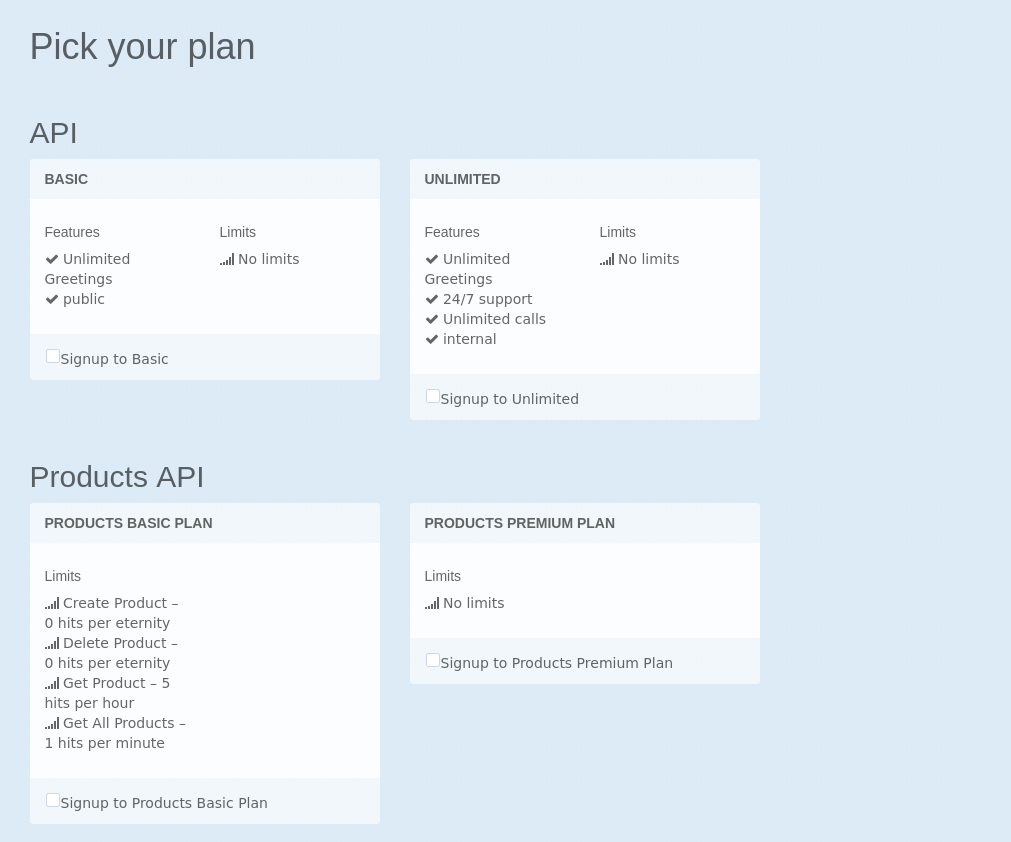 Pick your plan
API
BASIC
Features
Limits
Unlimited
Greetings
public
No limits
Signup to Basic
UNLIMITED
Features
Limits
Unlimited
Greetings
24/7 support
Unlimited calls
internal
No limits
Signup to Unlimited
Products API
PRODUCTS BASIC PLAN
Limits
Create Product –
0 hits per eternity
Delete Product –
0 hits per eternity
Get Product – 5
hits per hour
Get All Products –
1 hits per minute
Signup to Products Basic Plan
PRODUCTS PREMIUM PLAN
Limits
No limits
Signup to Products Premium Plan